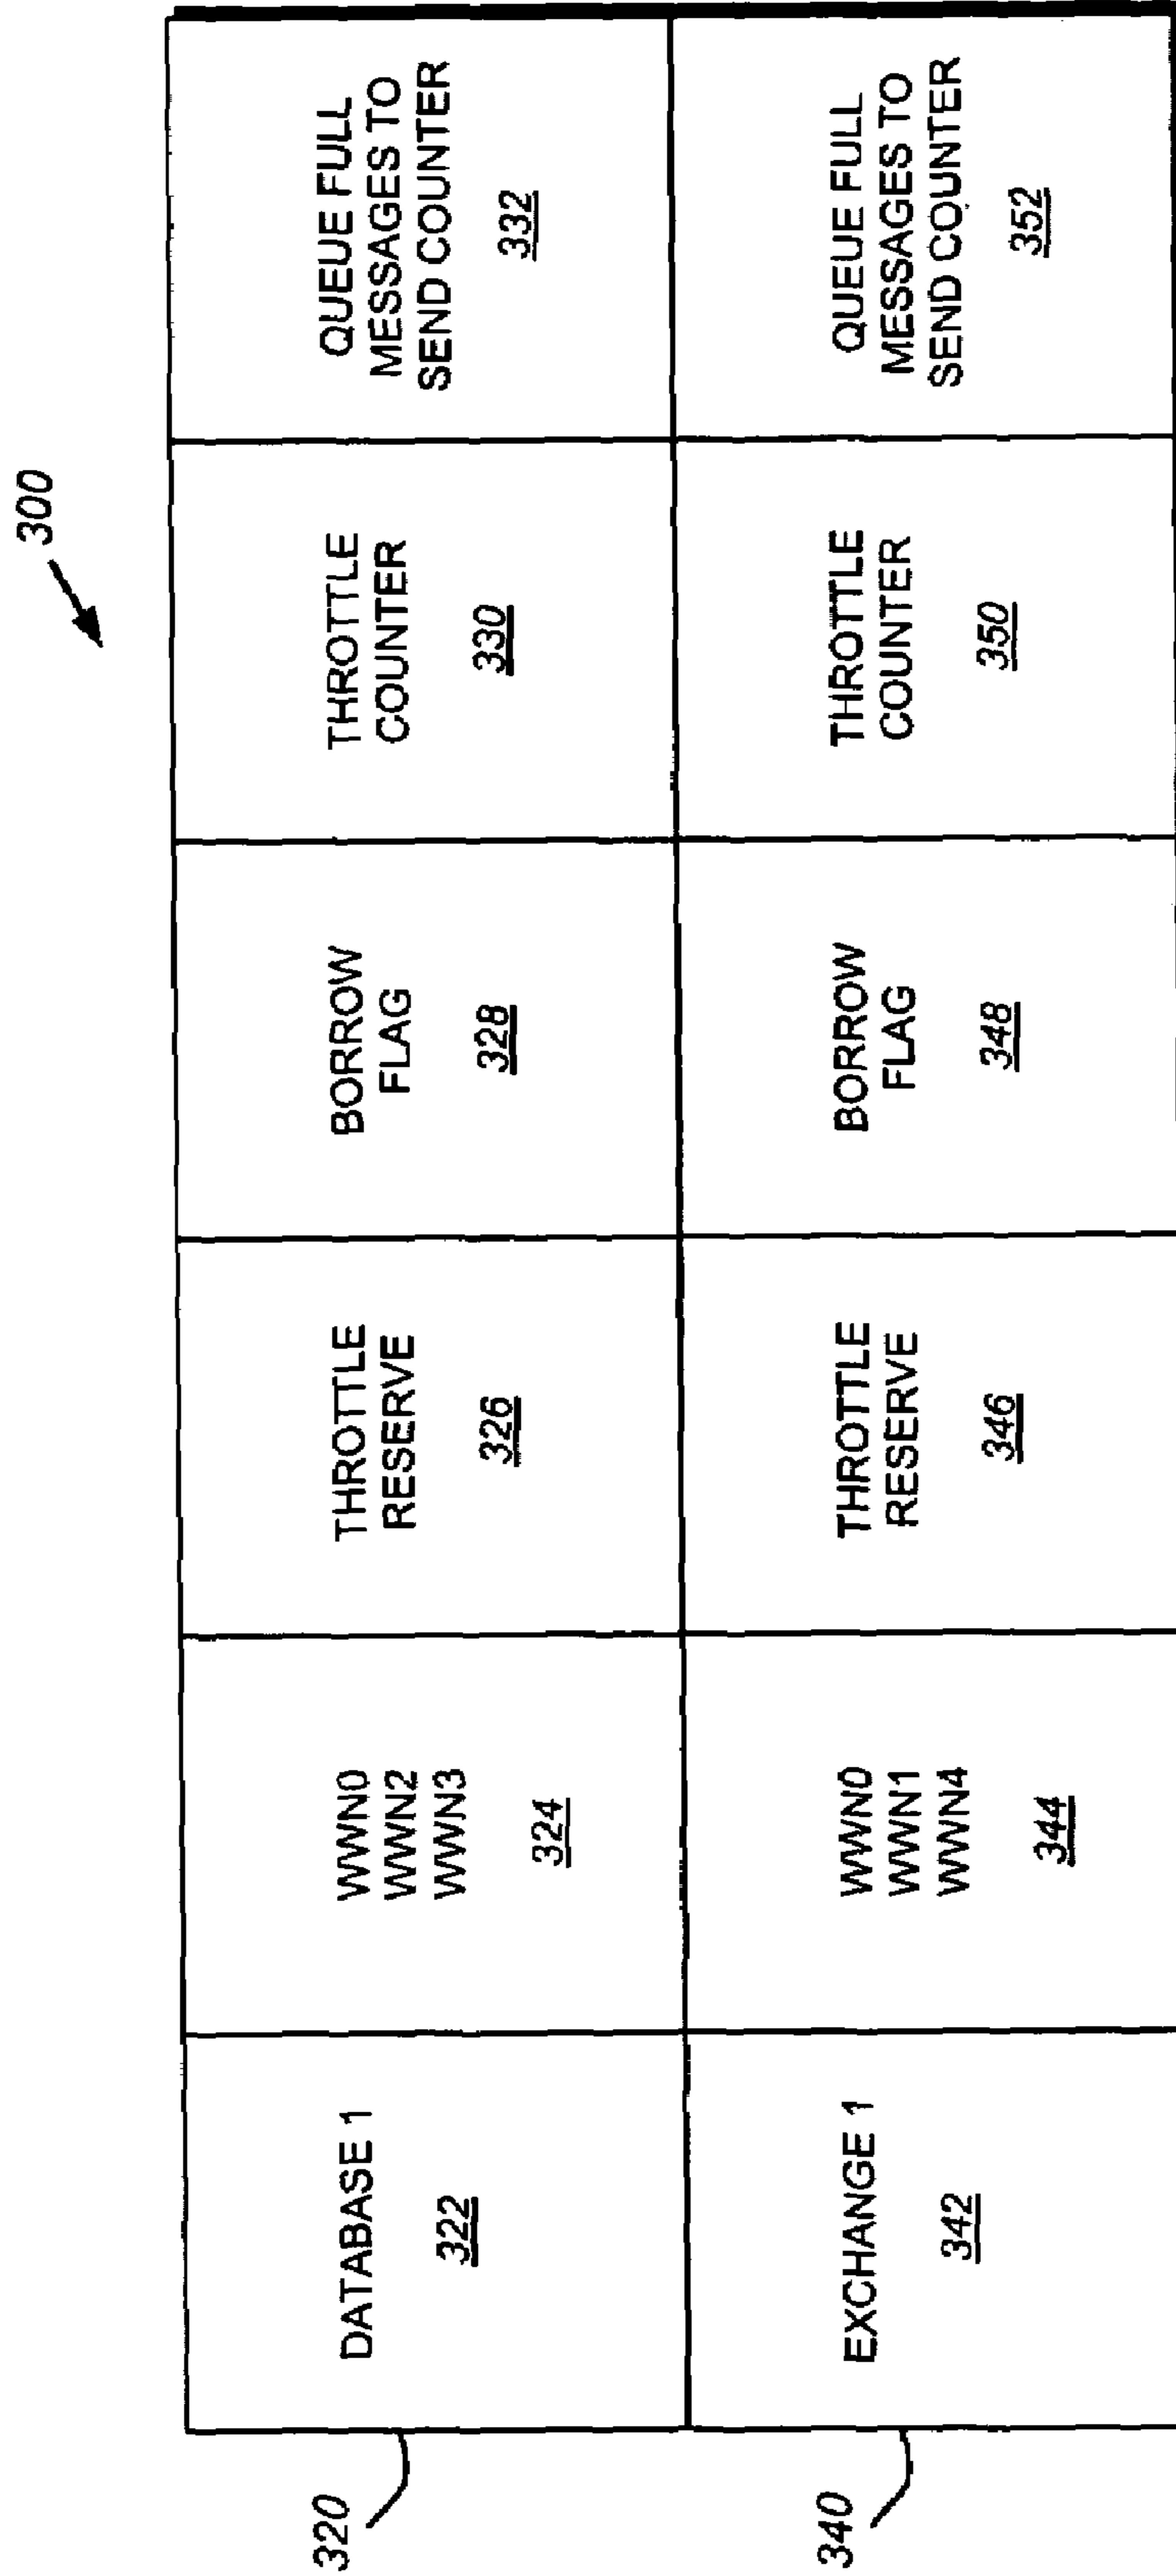 300
320
DATABASE 1
322
WWN0
WWN2
WWN3
324
THROTTLE
RESERVE
326
BORROW
FLAG
328
THROTTLE
COUNTER
330
QUEUE FULL
MESSAGES TO
SEND COUNTER
332
340
EXCHANGE 1
342
WWN0
WWN1
WWN4
344
THROTTLE
RESERVE
346
BORROW
FLAG
348
THROTTLE
COUNTER
350
QUEUE FULL
MESSAGES TO
SEND COUNTER
352